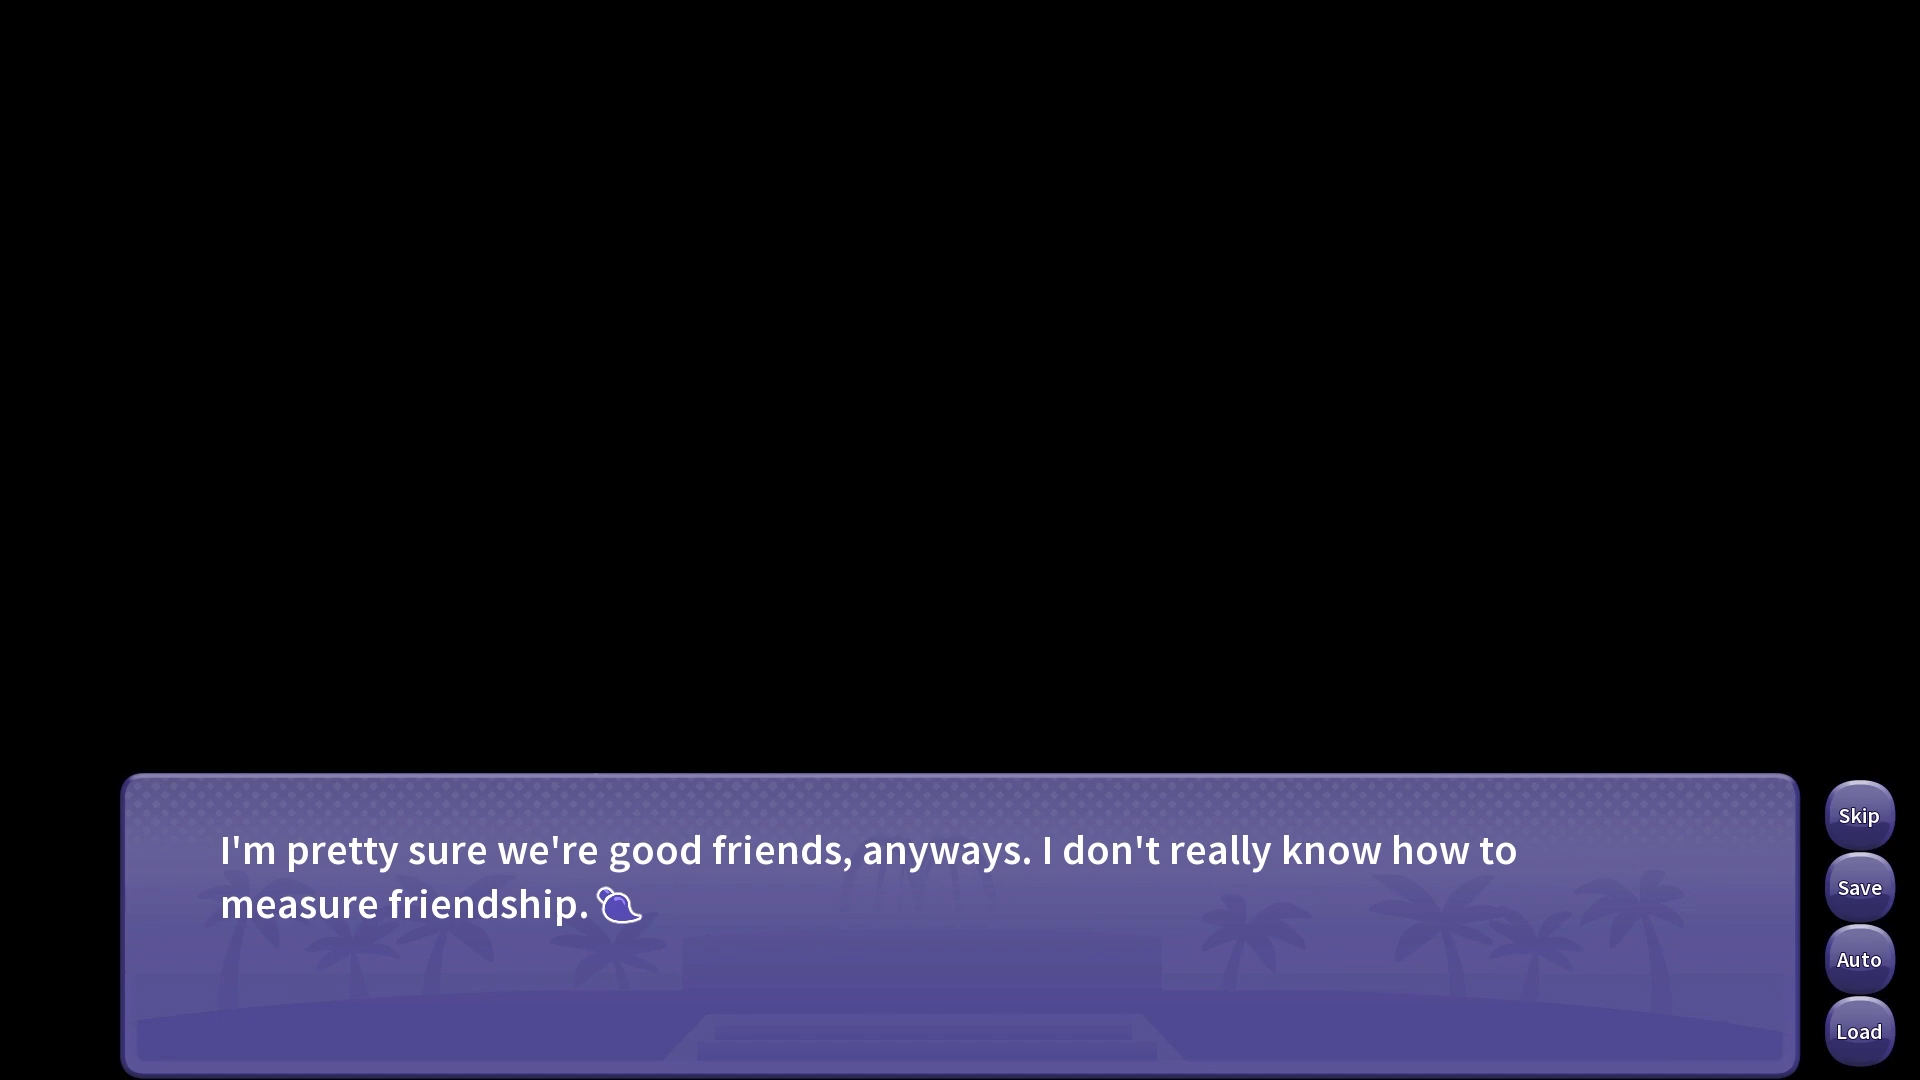 I'm pretty sure we're good friends, anyways. I don't really know how to
measure friendship.
Skip
Save
Auto
Load